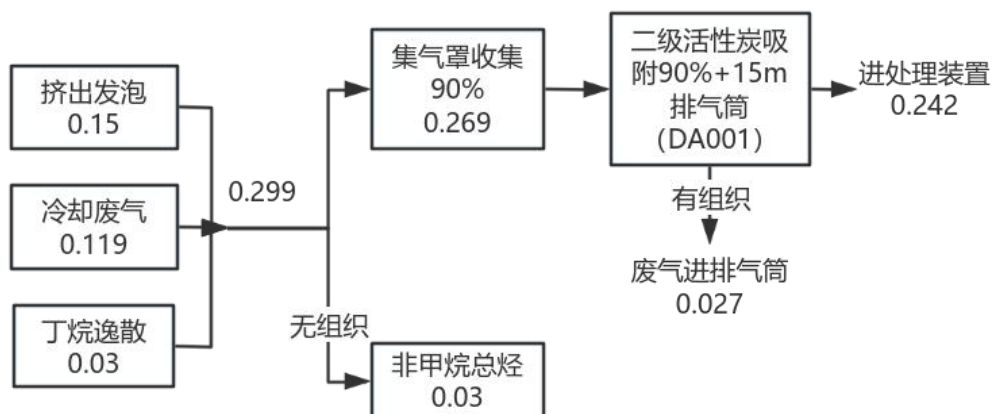 挤出发泡
0.15
冷却废气
0.119
丁烷逸散
0.03
0.299
集气罩收集
90%
0.269
无组织
非甲烷总烃
0.03
二级活性炭吸
附90%+15m
排气筒
（DA001）
进处理装置
0.242
有组织
废气进排气筒
0.027